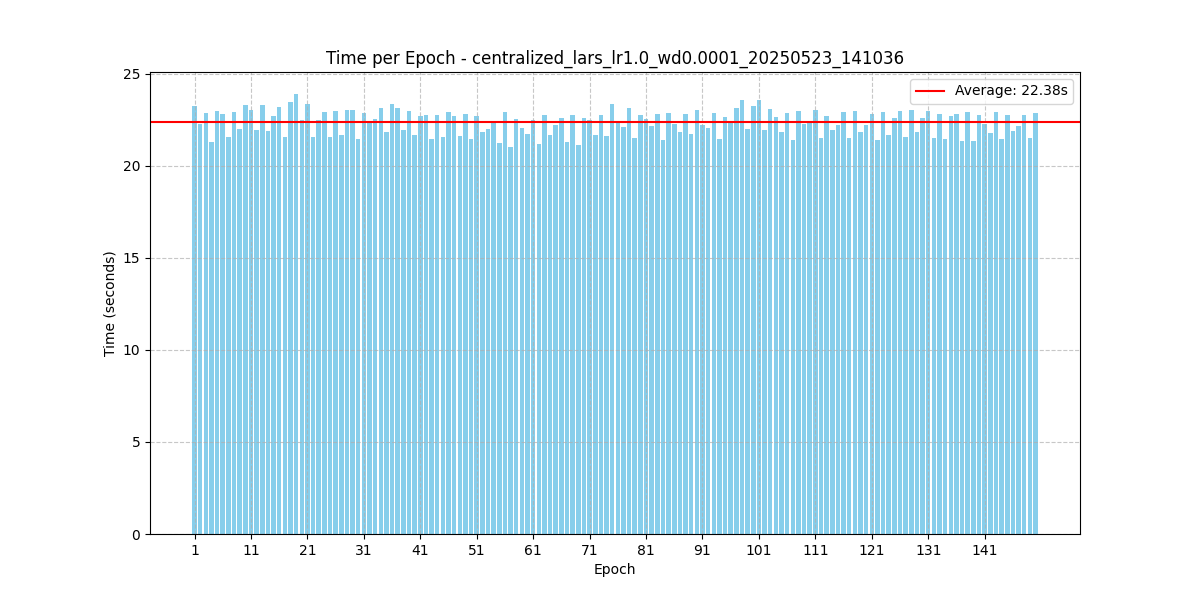 Time per Epoch - centralized_lars_lr1.0_wd0.0001_20250523_141036
Average: 22.38s
Time (seconds)
25
20
15
10
5
0
1 11 21 31 41 51 61 71 81 91 101 111 121 131 141
Epoch